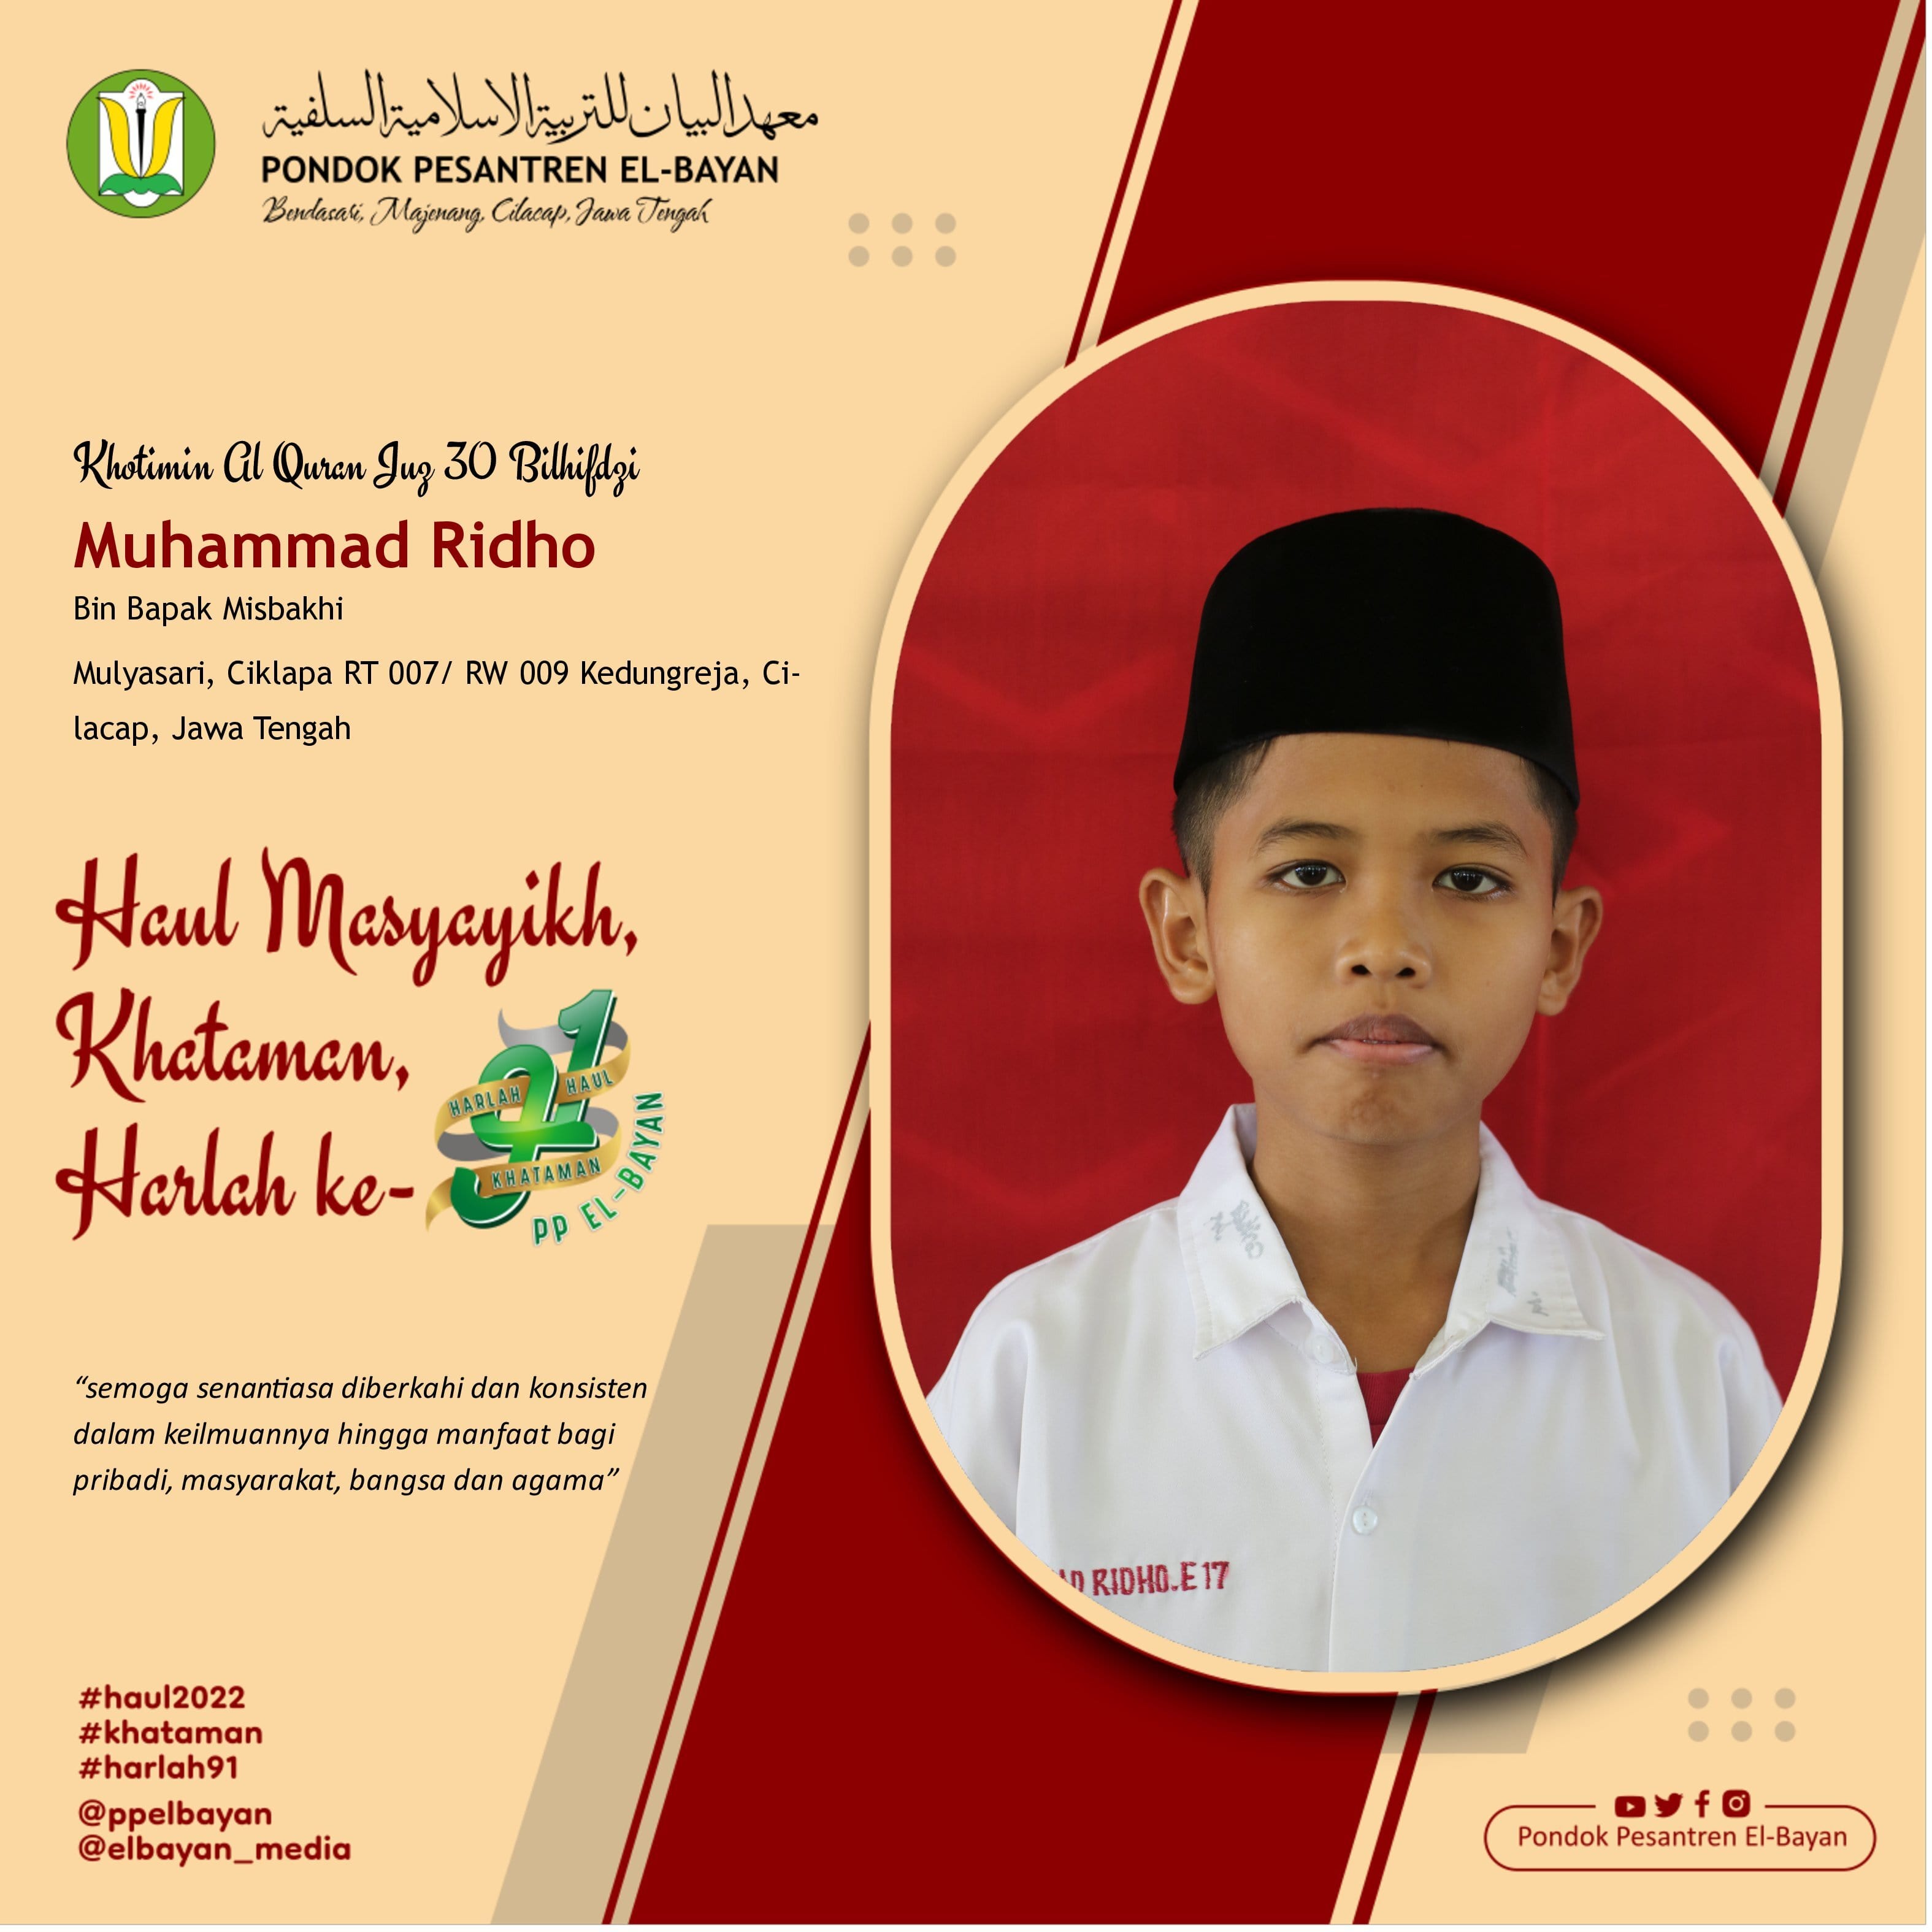 معهد البيان للتربية الاسلامية السلفية
PONDOK PESANTREN EL-BAYAN
Bendasari, Majenang, Cilacap, Jawa Tengah
Khotimin Al Quran Juz 30 Bilhifdzi
Muhammad Ridho
Bin Bapak Misbakhi
Mulyasari, Ciklapa RT 007/ RW 009 Kedungreja, Ci-
lacap, Jawa Tengah
Haul Masyayikh,
Khataman,
Harlah ke-
91
HARLAH HAUL
KHATAMAN
PP EL-BAYAN
“semoga senantiasa diberkahi dan konsisten
dalam keilmuannya hingga manfaat bagi
pribadi, masyarakat, bangsa dan agama”
RIDHO.E17
#haul2022
#khataman
#harlah91
@ppelbayan
@elbayan_media
Pondok Pesantren El-Bayan